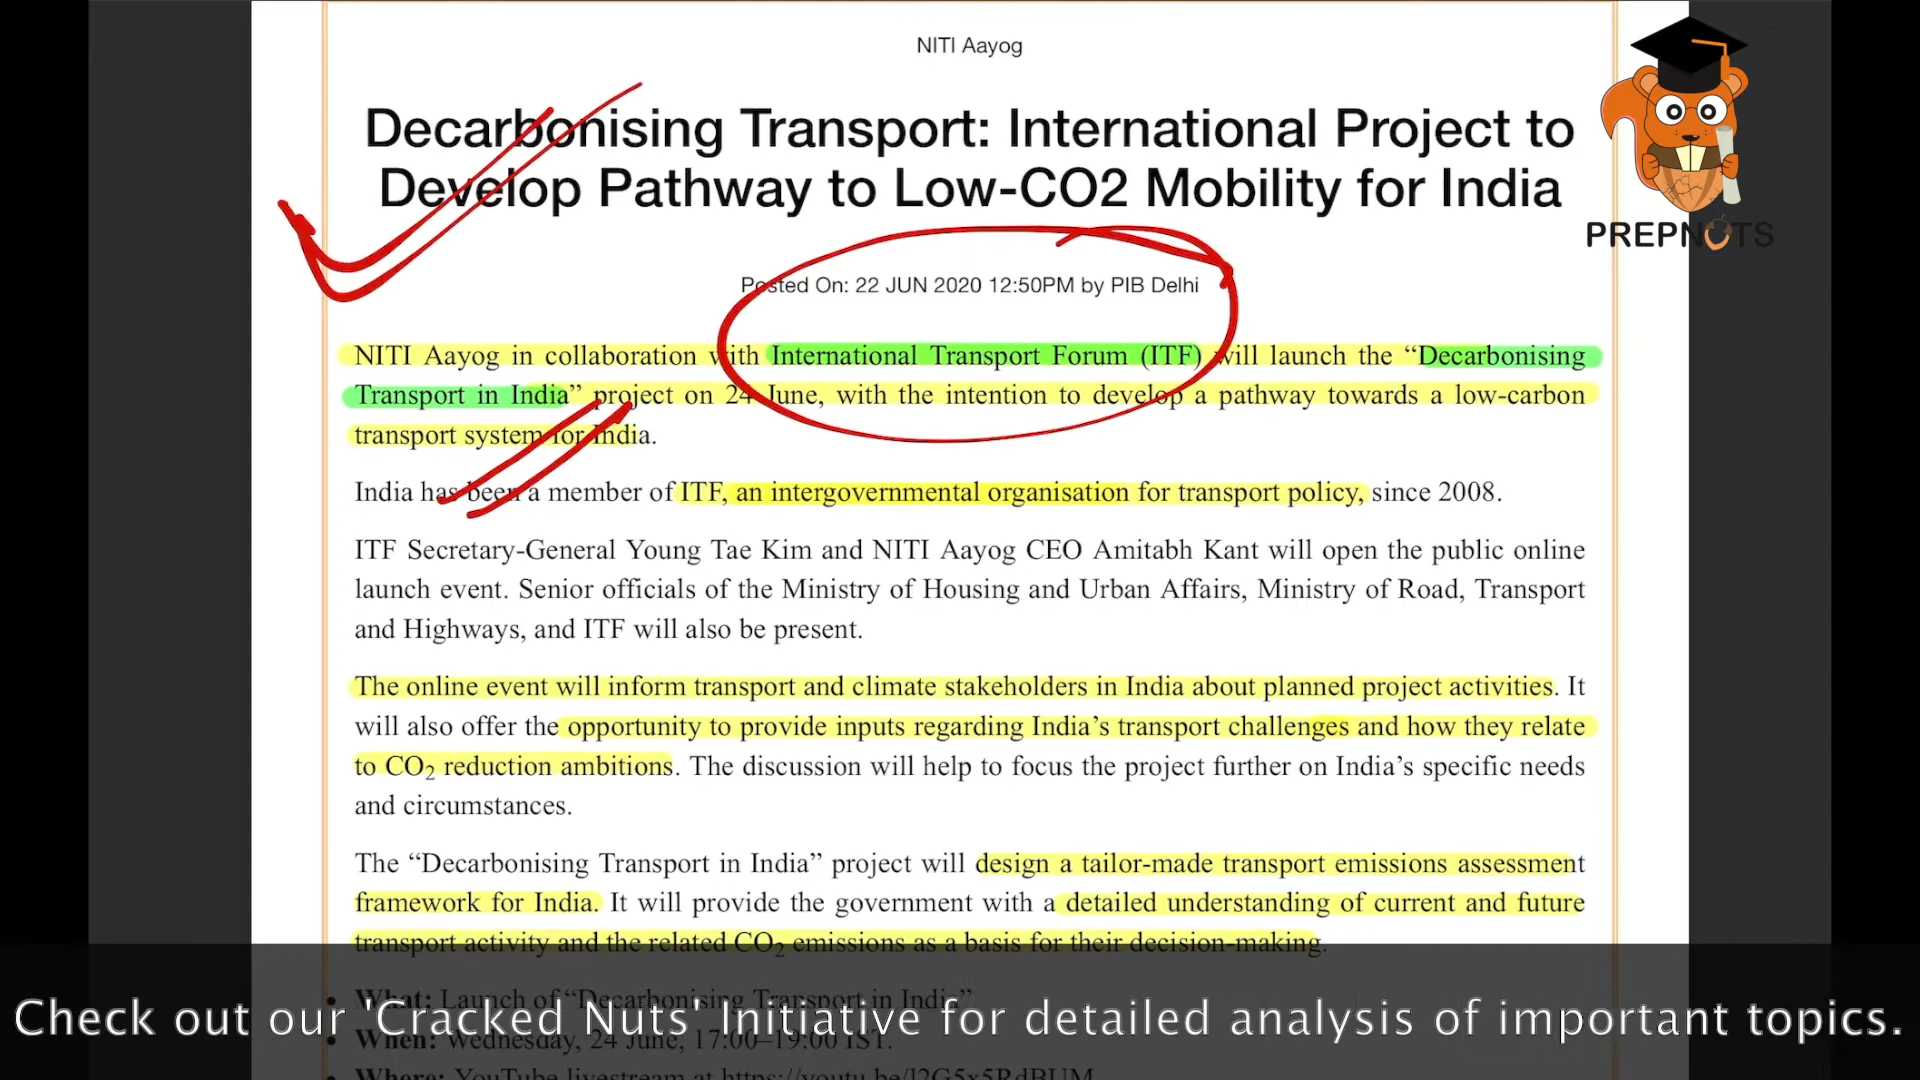 NITI Aayog
Decarbonising Transport: International Project to
Develop Pathway to Low-CO2 Mobility for India
PREPNUTS
Posted On: 22 JUN 2020 12:50PM by PIB Delhi
NITI Aayog in collaboration with International Transport Forum (ITF) will launch the “Decarbonising
Transport in India” project on 24 June, with the intention to develop a pathway towards a low-carbon
transport system for India.
India has been a member of ITF, an intergovernmental organisation for transport policy, since 2008.
ITF Secretary-General Young Tae Kim and NITI Aayog CEO Amitabh Kant will open the public online
launch event. Senior officials of the Ministry of Housing and Urban Affairs, Ministry of Road, Transport
and Highways, and ITF will also be present.
The online event will inform transport and climate stakeholders in India about planned project activities. It
will also offer the opportunity to provide inputs regarding India’s transport challenges and how they relate
to CO₂ reduction ambitions. The discussion will help to focus the project further on India’s specific needs
and circumstances.
The “Decarbonising Transport in India” project will design a tailor-made transport emissions assessment
framework for India. It will provide the government with a detailed understanding of current and future
transport activity and the related CO₂ emissions as a basis for their decision-making.
• What: Launch of “Decarbonising Transport in India”
Check out our 'Cracked Nuts' Initiative for detailed analysis of important topics.
• When: Wednesday, 24 June, 17:00–19:00 IST.
Where: YouTube livestream at